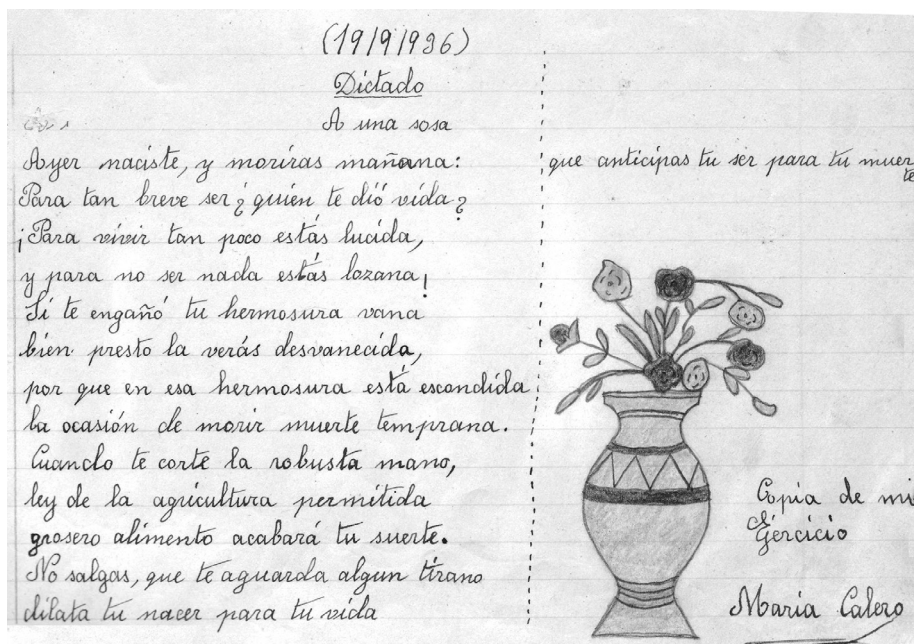 (19/9/1936)
Dictado
A una rosa
Ayer naciste, y moriras mañana:
Para tan breve ser ¿quién te dió vida?
¡Para vivir tan poco estás lucida,
y para no ser nada estás lozana!
Si te engañó tu hermosura vana
bien presto la verás desvanecida,
por que en esa hermosura está escondida
la ocasión de morir muerte temprana.
Cuando te corte la robusta mano,
ley de la agricultura permitida
grosero alimento acabará tu suerte.
No salgas, que te aguarda algun tirano
dilata tu nacer para tu vida
que anticipas tu ser para tu muer
te
Copia de mi
Ejercicio
María Calero